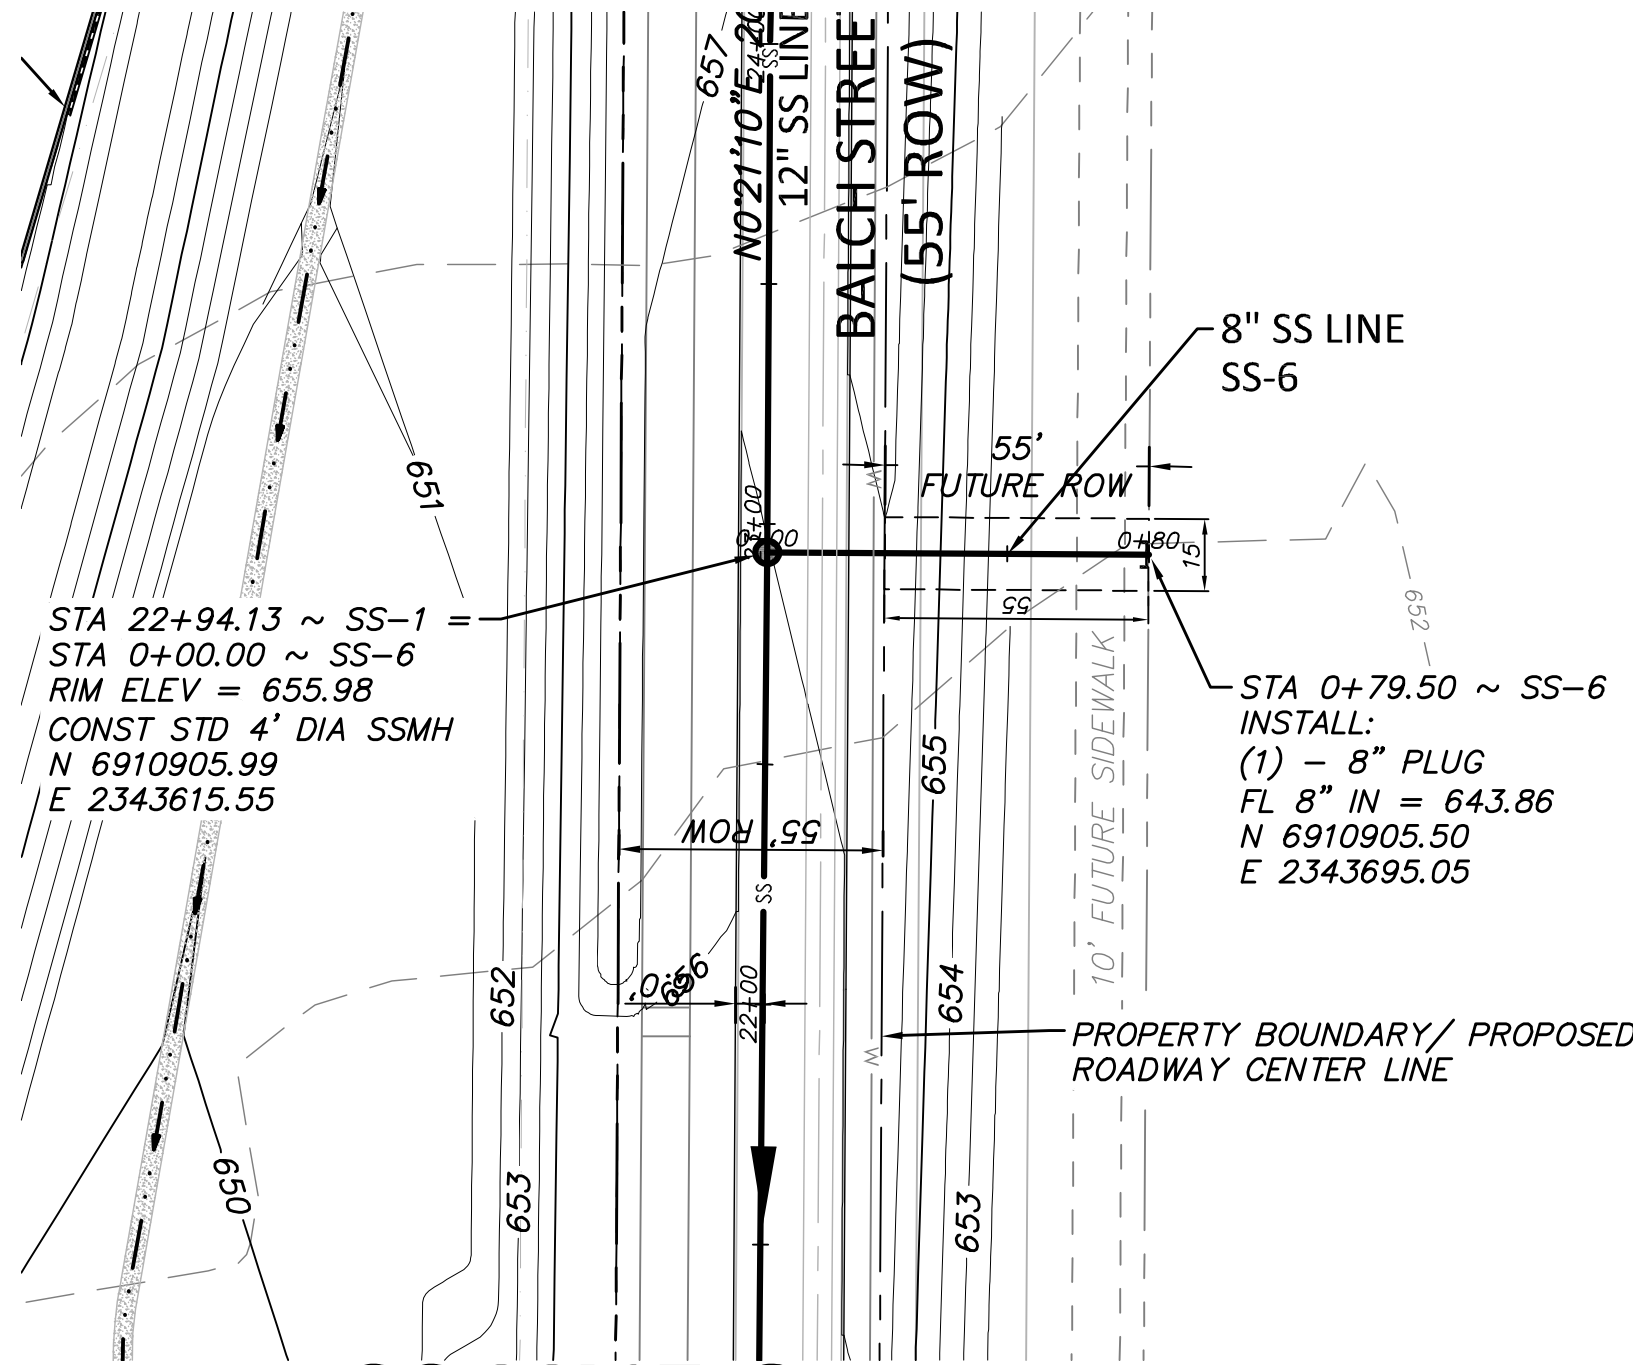 657
N0°21'10"E
24+00
SS
12" SS LINE
BALCH STREE
(55' ROW)
8" SS LINE
SS-6
55'
FUTURE ROW
651
W
0+00
0+80
15
55
652
STA 22+94.13 ~ SS-1 =
STA 0+00.00 ~ SS-6
RIM ELEV = 655.98
CONST STD 4' DIA SSMH
N 6910905.99
E 2343615.55
STA 0+79.50 ~ SS-6
INSTALL:
(1) - 8" PLUG
FL 8" IN = 643.86
N 6910905.50
E 2343695.05
10' FUTURE SIDEWALK
655
55' ROW
SS
656
22+00
652
654
W
PROPERTY BOUNDARY/ PROPOSED
ROADWAY CENTER LINE
650
653
653